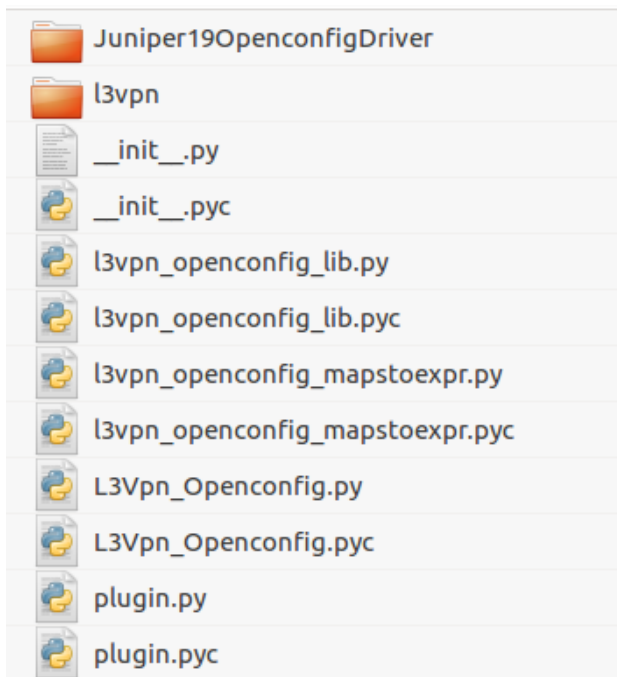 Juniper19OpenconfigDriver
l3vpn
__init__.py
__init__.pyc
l3vpn_openconfig_lib.py
l3vpn_openconfig_lib.pyc
l3vpn_openconfig_mapstoexpr.py
l3vpn_openconfig_mapstoexpr.pyc
L3Vpn_Openconfig.py
L3Vpn_Openconfig.pyc
plugin.py
plugin.pyc